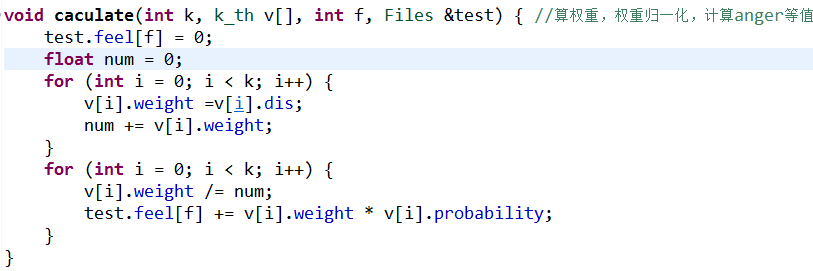 void caculate(int k, k_th v[], int f, Files &test) { //算权重，权重归一化，计算anger等值
    test.feel[f] = 0;
    float num = 0;
    for (int i = 0; i < k; i++) {
        v[i].weight =v[i].dis;
        num += v[i].weight;
    }
    for (int i = 0; i < k; i++) {
        v[i].weight /= num;
        test.feel[f] += v[i].weight * v[i].probability;
    }
}